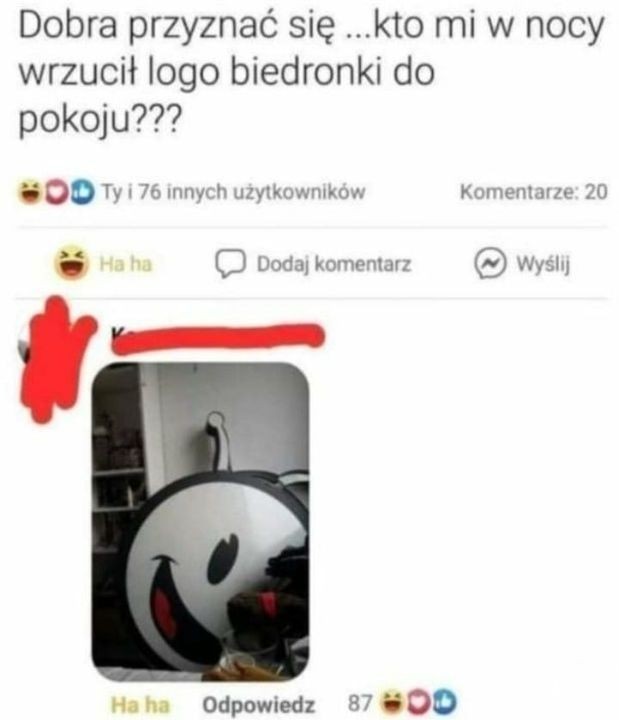 Dobra przyznać się ...kto mi w nocy
wrzucił logo biedronki do
pokoju???
Ty i 76 innych użytkowników Komentarze: 20
Ha ha Dodaj komentarz Wyślij
Ha ha Odpowiedz 87